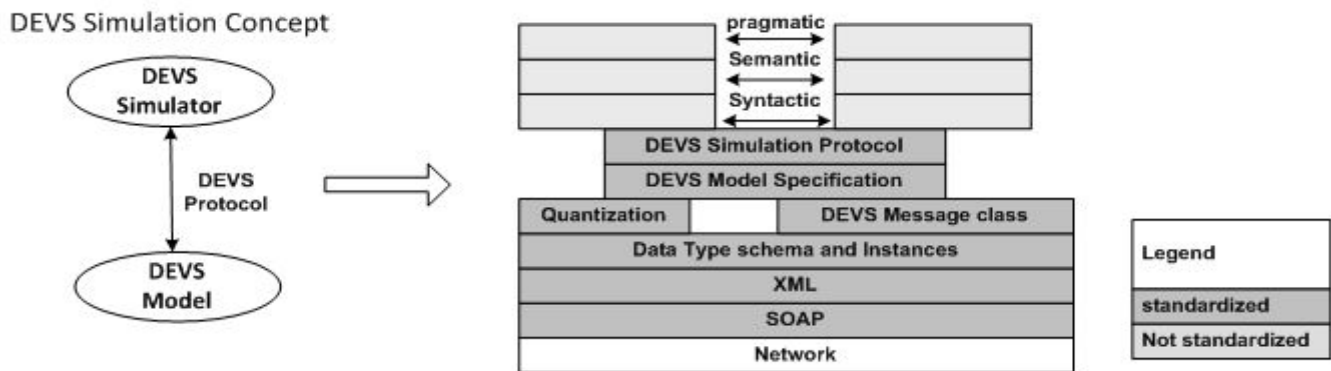 DEVS Simulation Concept
DEVS
Simulator
DEVS
Protocol
DEVS
Model
pragmatic
Semantic
Syntactic
DEVS Simulation Protocol
DEVS Model Specification
Quantization
DEVS Message class
Data Type schema and Instances
XML
SOAP
Network
Legend
standardized
Not standardized